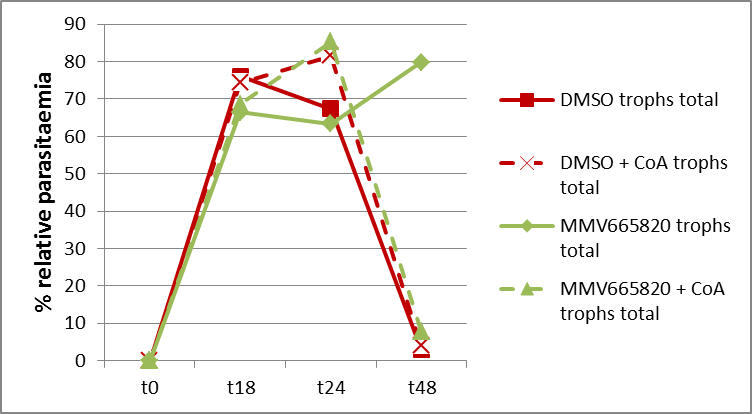 % relative parasitaemia
90
80
70
60
50
40
30
20
10
0
t0
t18
t24
t48
DMSO trophs total
DMSO + CoA trophs
total
MMV665820 trophs
total
MMV665820 + CoA
trophs total